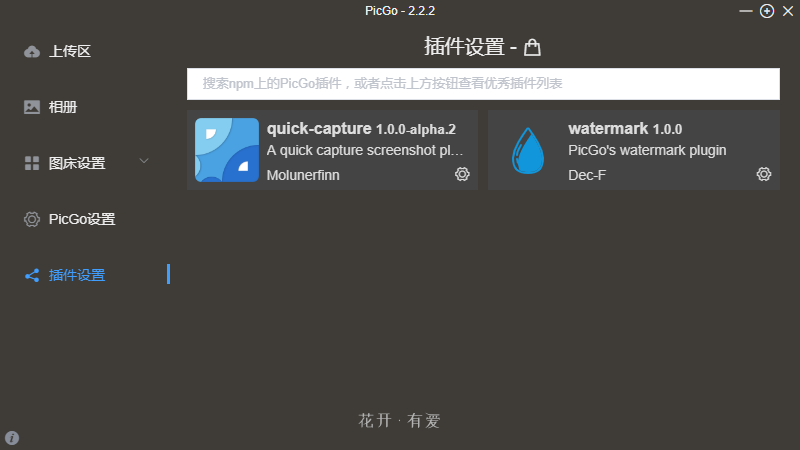 PicGo - 2.2.2
上传区
相册
图床设置
PicGo设置
插件设置
插件设置 -
搜索npm上的PicGo插件，或者点击上方按钮查看优秀插件列表
quick-capture 1.0.0-alpha.2
A quick capture screenshot pl...
Molunerfinn
watermark 1.0.0
PicGo's watermark plugin
Dec-F
花开·有爱